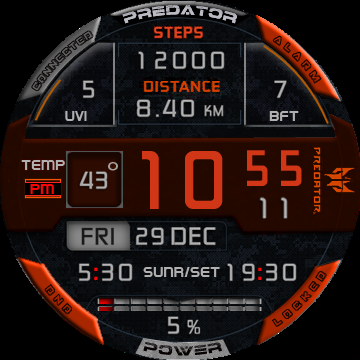 PREDATOR
CONNECTED
STEPS
ALARM
12000
5
UVI
DISTANCE
8.40 KM
7
BFT
TEMP
PM
43°
10
55
11
PREDATOR
FRI 29 DEC
5:30 SUNR/SET 19:30
DND
LOCKED
5 %
POWER